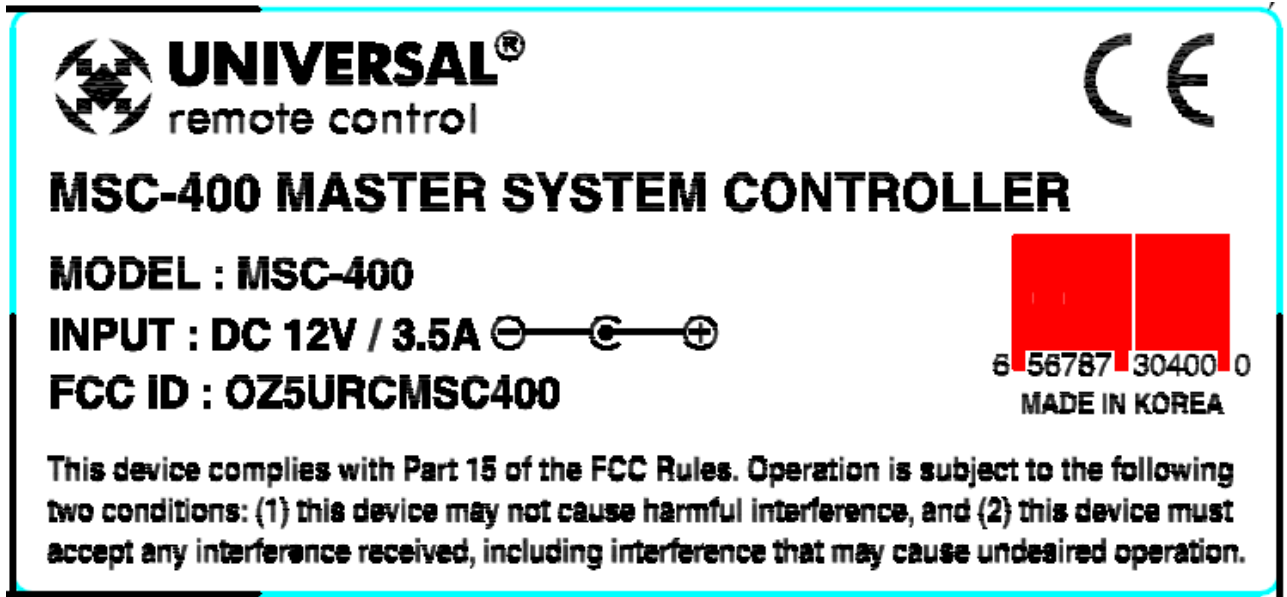 UNIVERSAL®
remote control
CE
MSC-400 MASTER SYSTEM CONTROLLER
MODEL : MSC-400
INPUT : DC 12V / 3.5A
FCC ID : OZ5URCMSC400
6 56787 30400 0
MADE IN KOREA
This device complies with Part 15 of the FCC Rules. Operation is subject to the following
two conditions: (1) this device may not cause harmful interference, and (2) this device must
accept any interference received, including interference that may cause undesired operation.